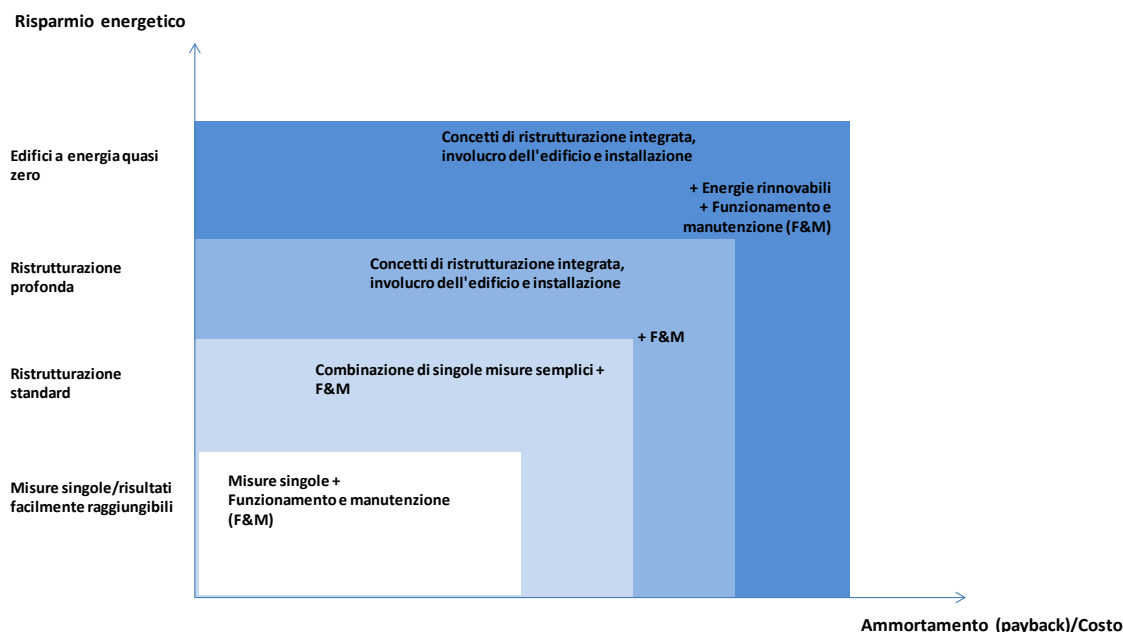 Risparmio energetico
Edifici a energia quasi
zero
Concetti di ristrutturazione integrata,
involucro dell'edificio e installazione
+ Energie rinnovabili
+ Funzionamento e
manutenzione (F&M)
Ristrutturazione
profonda
Concetti di ristrutturazione integrata,
involucro dell'edificio e installazione
+ F&M
Ristrutturazione
standard
Combinazione di singole misure semplici +
F&M
Misure singole/risultati
facilmente raggiungibili
Misure singole +
Funzionamento e manutenzione
(F&M)
Ammortamento (payback)/Costo